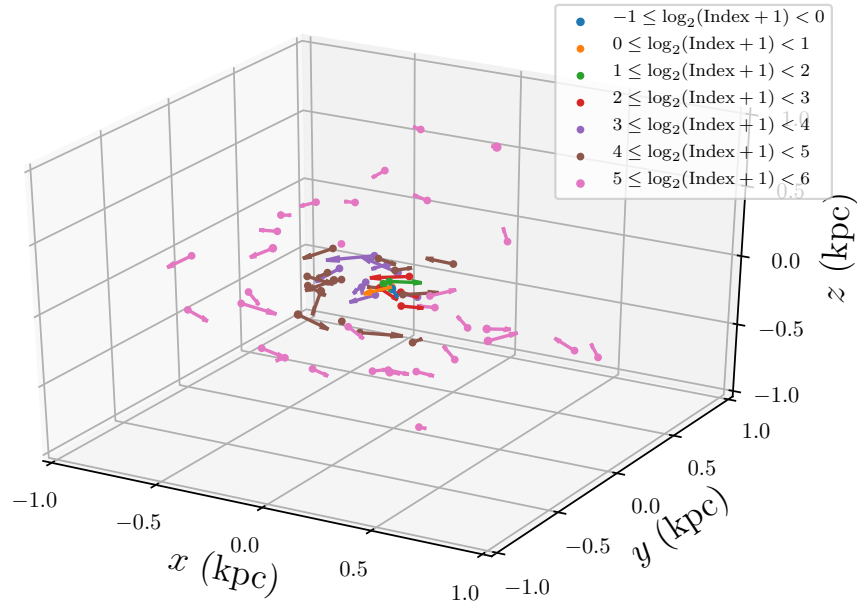 −1 ≤ log₂(Index + 1) < 0
0 ≤ log₂(Index + 1) < 1
1 ≤ log₂(Index + 1) < 2
2 ≤ log₂(Index + 1) < 3
3 ≤ log₂(Index + 1) < 4
4 ≤ log₂(Index + 1) < 5
5 ≤ log₂(Index + 1) < 6
1.0
0.5
0.0
−0.5
−1.0
z (kpc)
−1.0
−0.5
0.0
0.5
1.0
x (kpc)
−1.0
−0.5
0.0
0.5
1.0
y (kpc)